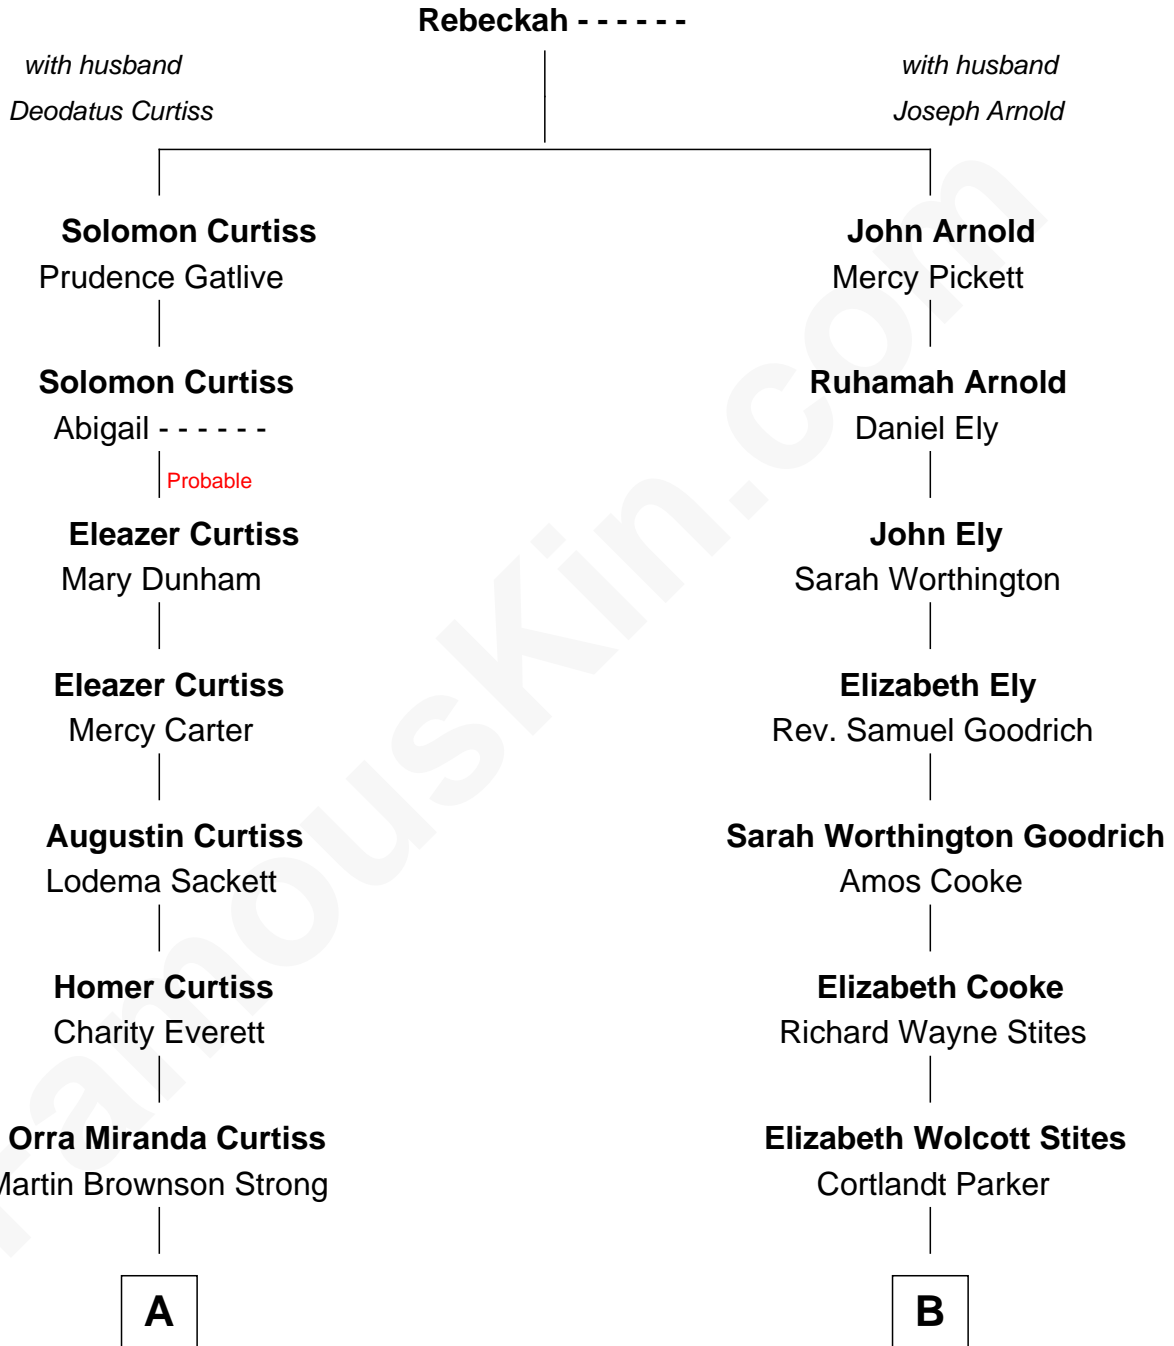 Rebeckah - - - - - -
with husband
Deodatus Curtiss
with husband
Joseph Arnold
Solomon Curtiss
Prudence Gatlive
John Arnold
Mercy Pickett
Solomon Curtiss
Abigail - - - - - -
Ruhamah Arnold
Daniel Ely
Probable
Eleazer Curtiss
Mary Dunham
John Ely
Sarah Worthington
Eleazer Curtiss
Mercy Carter
Elizabeth Ely
Rev. Samuel Goodrich
Augustin Curtiss
Lodema Sackett
Sarah Worthington Goodrich
Amos Cooke
Homer Curtiss
Charity Everett
Elizabeth Cooke
Richard Wayne Stites
Orra Miranda Curtiss
Martin Brownson Strong
Elizabeth Wolcott Stites
Cortlandt Parker
A
B
FamousKin.com